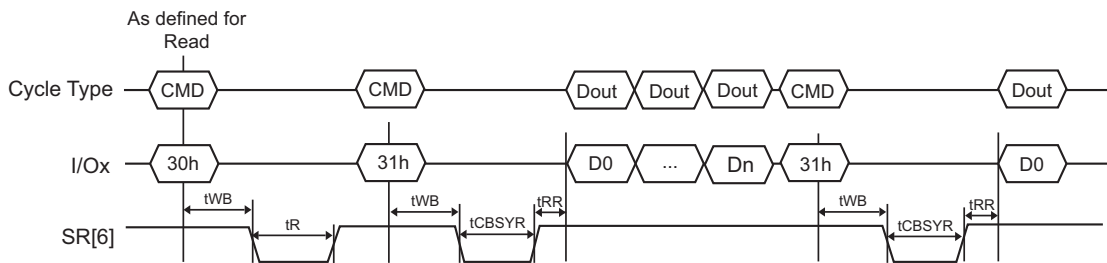 As defined for
Read
Cycle Type CMD CMD Dout Dout Dout CMD Dout
I/Ox 30h 31h D0 ... Dn 31h D0
tWB tR tWB tCBSYR tRR tWB tCBSYR tRR
SR[6]